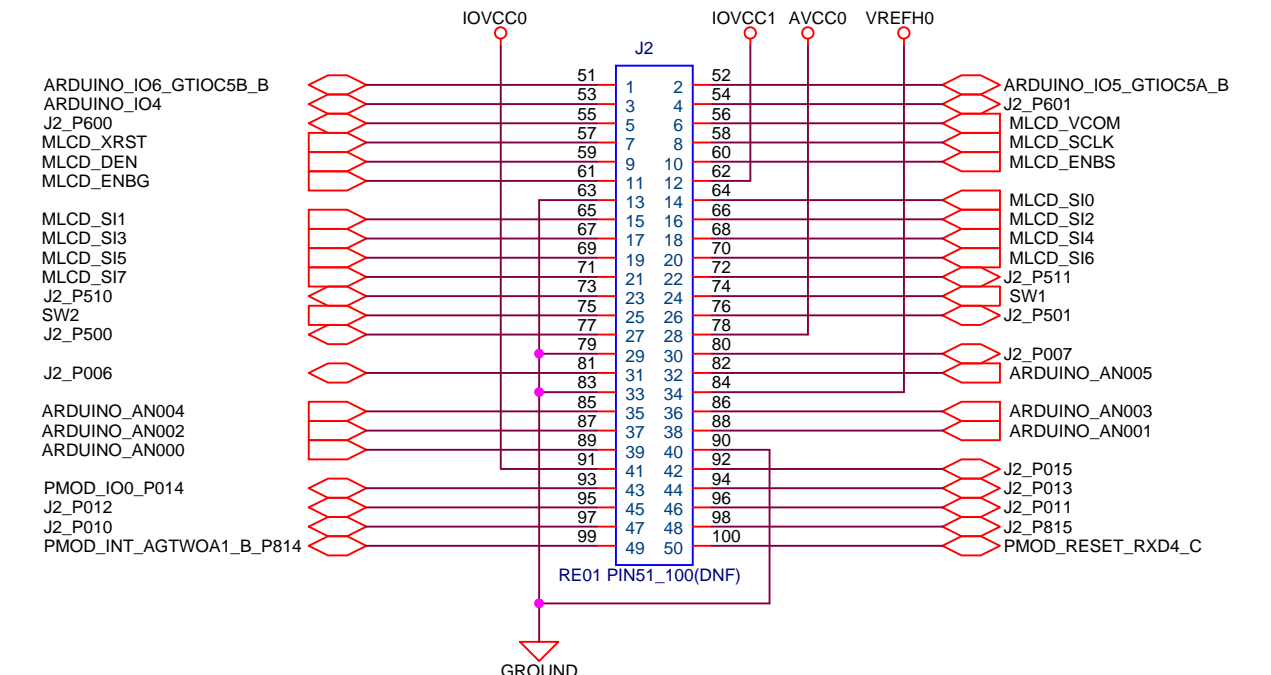 IOVCC0 IOVCC1 AVCC0 VREFH0
J2
ARDUINO_IO6_GTIOC5B_B 51 1 2 52 ARDUINO_IO5_GTIOC5A_B
ARDUINO_IO4 53 3 4 54 J2_P601
J2_P600 55 5 6 56 MLCD_VCOM
MLCD_XRST 57 7 8 58 MLCD_SCLK
MLCD_DEN 59 9 10 60 MLCD_ENBS
MLCD_ENBG 61 11 12 62
63 13 14 64 MLCD_SI0
MLCD_SI1 65 15 16 66 MLCD_SI2
MLCD_SI3 67 17 18 68 MLCD_SI4
MLCD_SI5 69 19 20 70 MLCD_SI6
MLCD_SI7 71 21 22 72 J2_P511
J2_P510 73 23 24 74 SW1
SW2 75 25 26 76 J2_P501
J2_P500 77 27 28 78
79 29 30 80 J2_P007
J2_P006 81 31 32 82 ARDUINO_AN005
83 33 34 84
ARDUINO_AN004 85 35 36 86 ARDUINO_AN003
ARDUINO_AN002 87 37 38 88 ARDUINO_AN001
ARDUINO_AN000 89 39 40 90
91 41 42 92 J2_P015
PMOD_IO0_P014 93 43 44 94 J2_P013
J2_P012 95 45 46 96 J2_P011
J2_P010 97 47 48 98 J2_P815
PMOD_INT_AGTWOA1_B_P814 99 49 50 100 PMOD_RESET_RXD4_C
RE01 PIN51_100(DNF)
GROUND